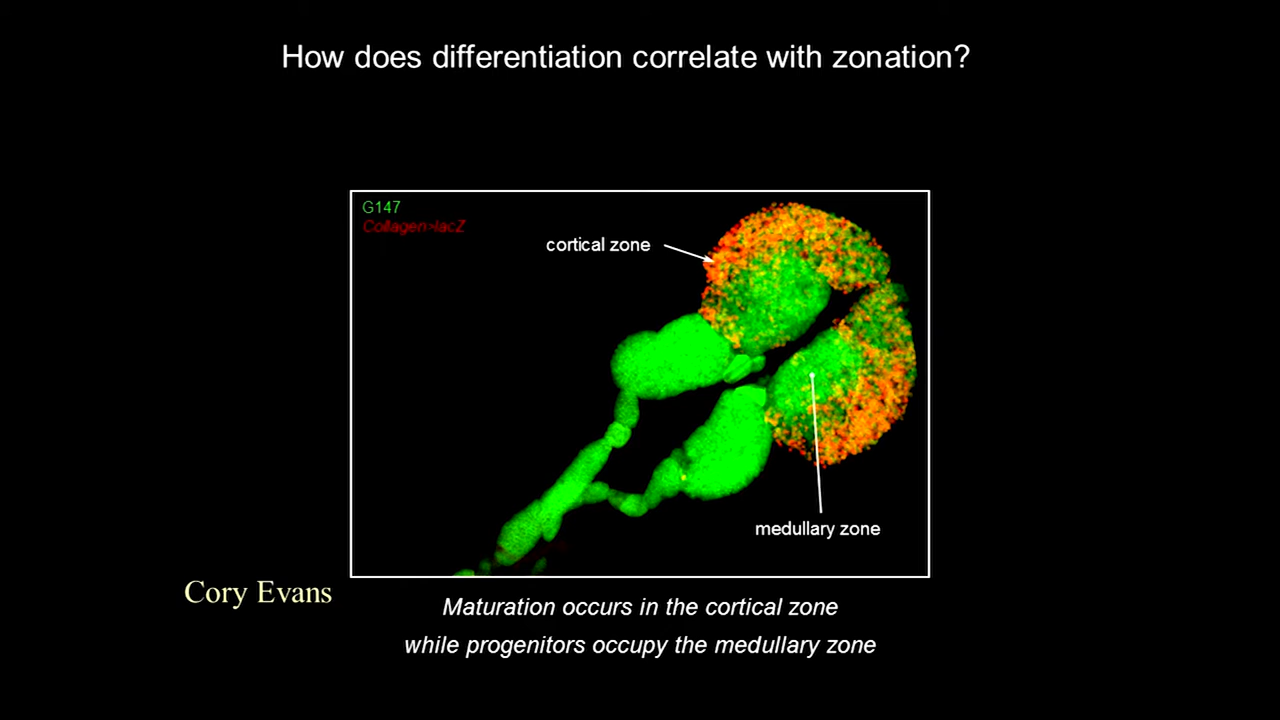 How does differentiation correlate with zonation?
G147
Collagen>lacZ
cortical zone
medullary zone
Cory Evans
Maturation occurs in the cortical zone
while progenitors occupy the medullary zone